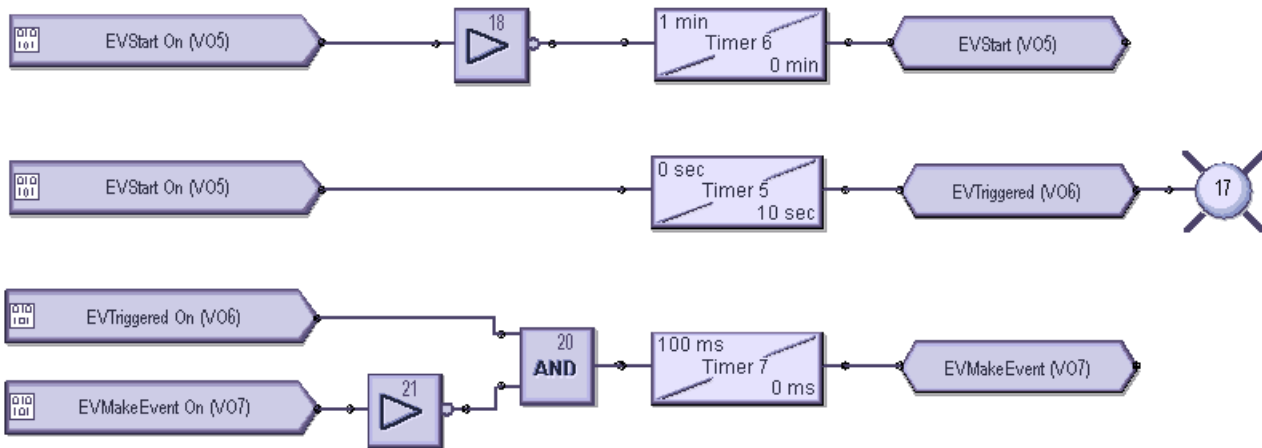 EVStart On (VO5)
18
1 min
Timer 6
0 min
EVStart (VO5)
EVStart On (VO5)
0 sec
Timer 5
10 sec
EVTriggered (VO6)
17
EVTriggered On (VO6)
20
AND
100 ms
Timer 7
0 ms
EVMakeEvent (VO7)
EVMakeEvent On (VO7)
21